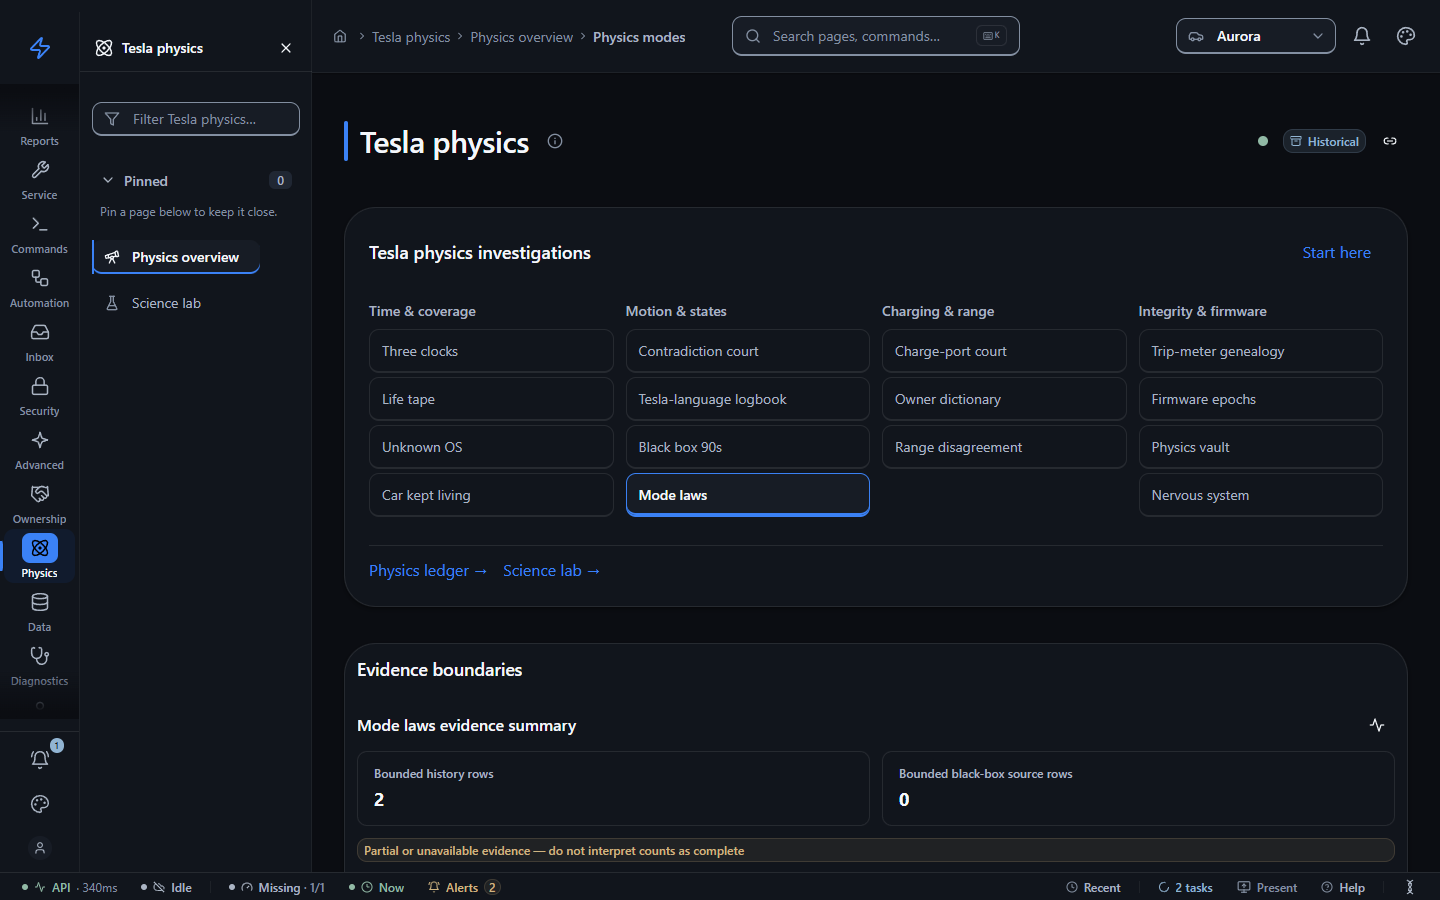 Tesla physics
Tesla physics
Physics overview
Physics modes
Search pages, commands...
K
Aurora
Reports
Service
Commands
Automation
Inbox
Security
Advanced
Ownership
Physics
Data
Diagnostics
1
Filter Tesla physics...
Pinned
0
Pin a page below to keep it close.
Physics overview
Science lab
Tesla physics
Historical
Tesla physics investigations
Start here
Time & coverage
Three clocks
Life tape
Unknown OS
Car kept living
Motion & states
Contradiction court
Tesla-language logbook
Black box 90s
Mode laws
Charging & range
Charge-port court
Owner dictionary
Range disagreement
Integrity & firmware
Trip-meter genealogy
Firmware epochs
Physics vault
Nervous system
Physics ledger →
Science lab →
Evidence boundaries
Mode laws evidence summary
Bounded history rows
2
Bounded black-box source rows
0
Partial or unavailable evidence — do not interpret counts as complete
API · 340ms
Idle
Missing · 1/1
Now
Alerts 2
Recent
2 tasks
Present
Help